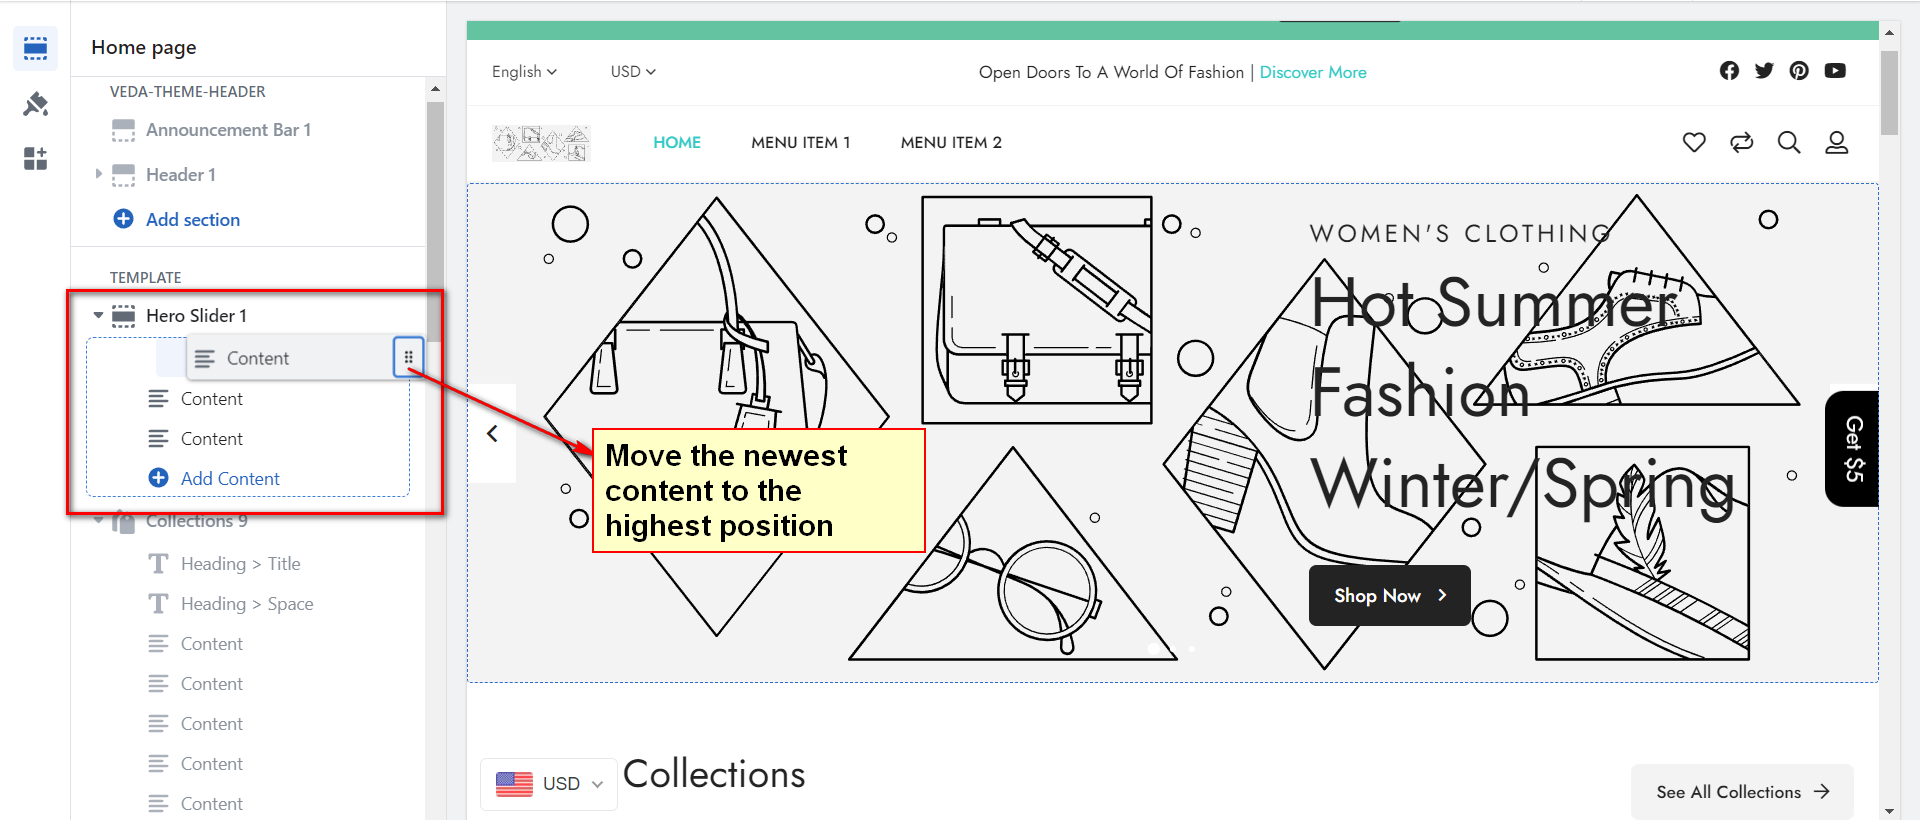 Home page
VEDA-THEME-HEADER
Announcement Bar 1
Header 1
Add section
TEMPLATE
Hero Slider 1
Content
Content
Content
Add Content
Collections 9
Heading > Title
Heading > Space
Content
Content
Content
Content
Content
English
USD
Open Doors To A World Of Fashion | Discover More
HOME
MENU ITEM 1
MENU ITEM 2
WOMEN'S CLOTHING
Hot Summer
Fashion
Winter/Spring
Shop Now
Get $5
Move the newest
content to the
highest position
USD
Collections
See All Collections